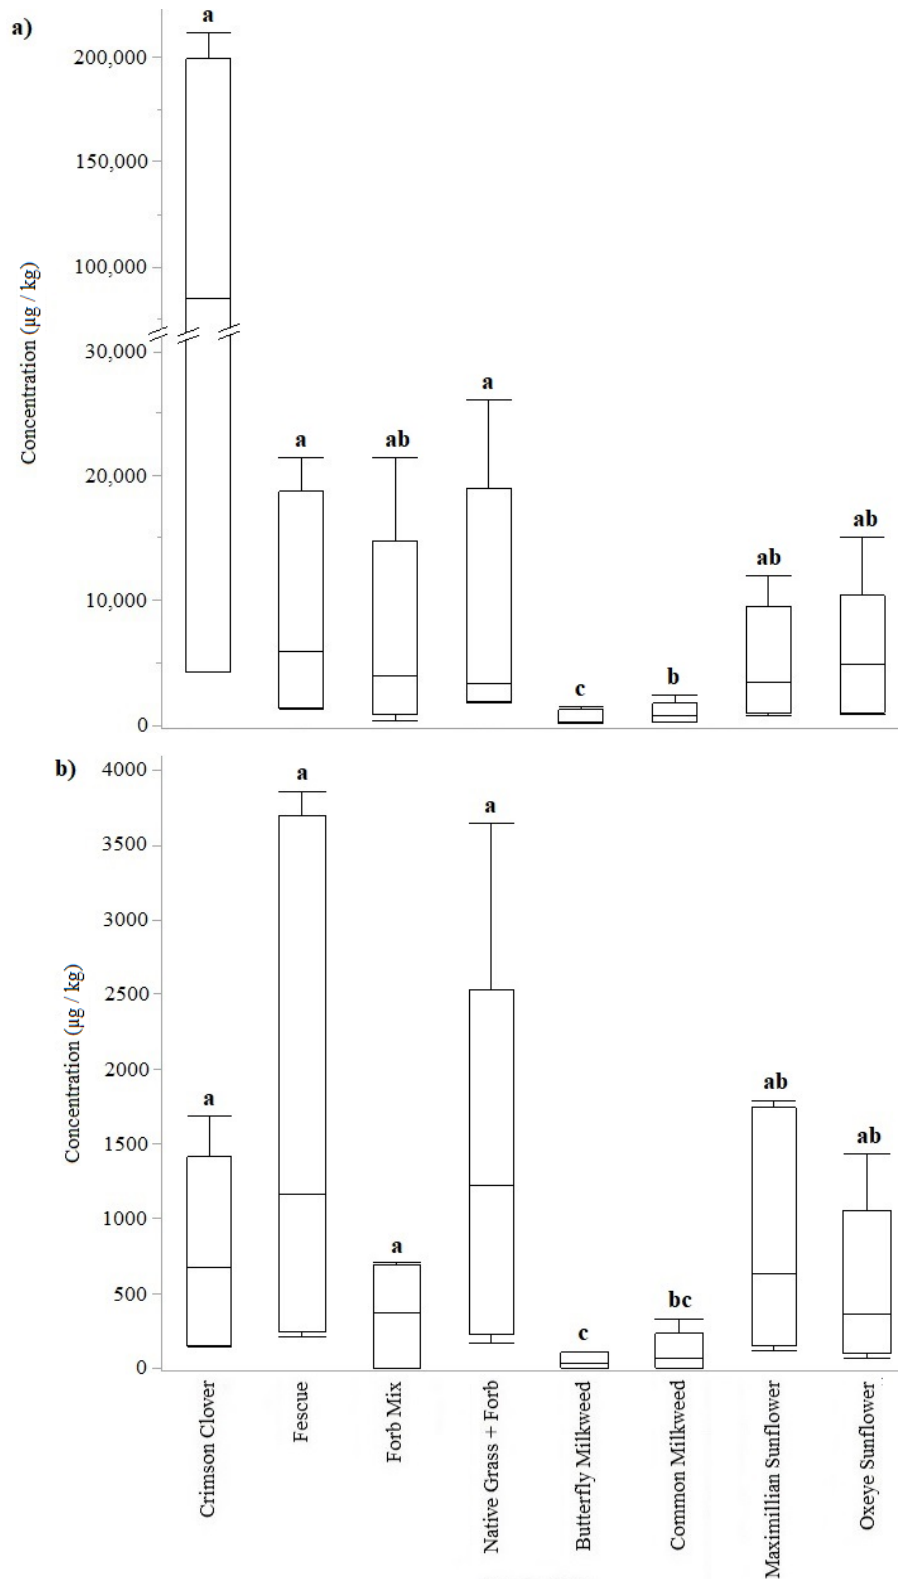 a)
Concentration (µg / kg)
200,000
150,000
100,000
30,000
20,000
10,000
0
a
a
ab
a
c
b
ab
ab
b)
Concentration (µg / kg)
4000
3500
3000
2500
2000
1500
1000
500
0
a
a
a
a
c
bc
ab
ab
Crimson Clover
Fescue
Forb Mix
Native Grass + Forb
Butterfly Milkweed
Common Milkweed
Maximillian Sunflower
Oxeye Sunflower